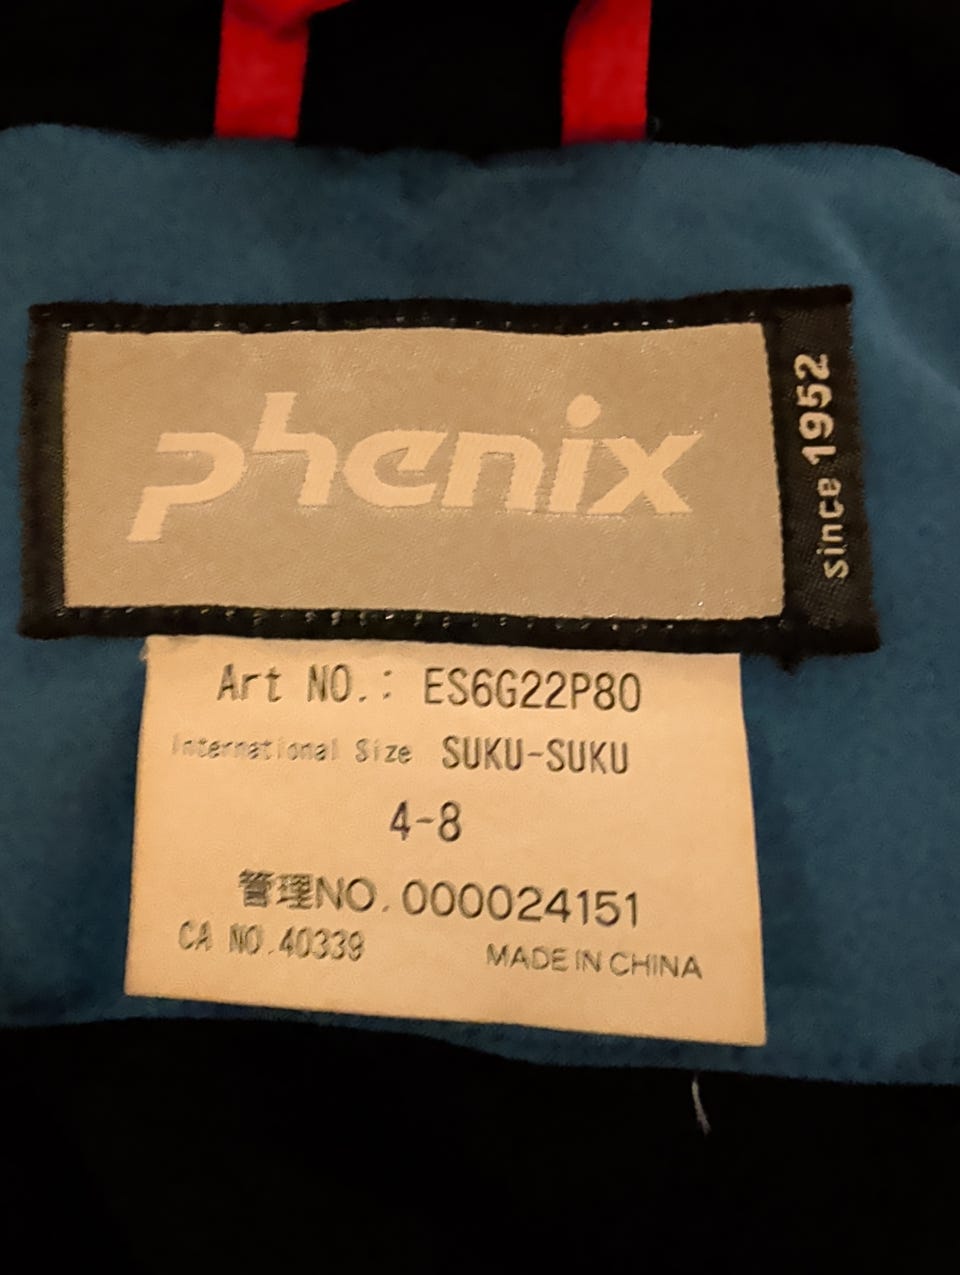 phenix
Since 1952
Art NO.: ES6G22P80
International Size SUKU-SUKU
4-8
管理NO.000024151
CA NO.40339
MADE IN CHINA